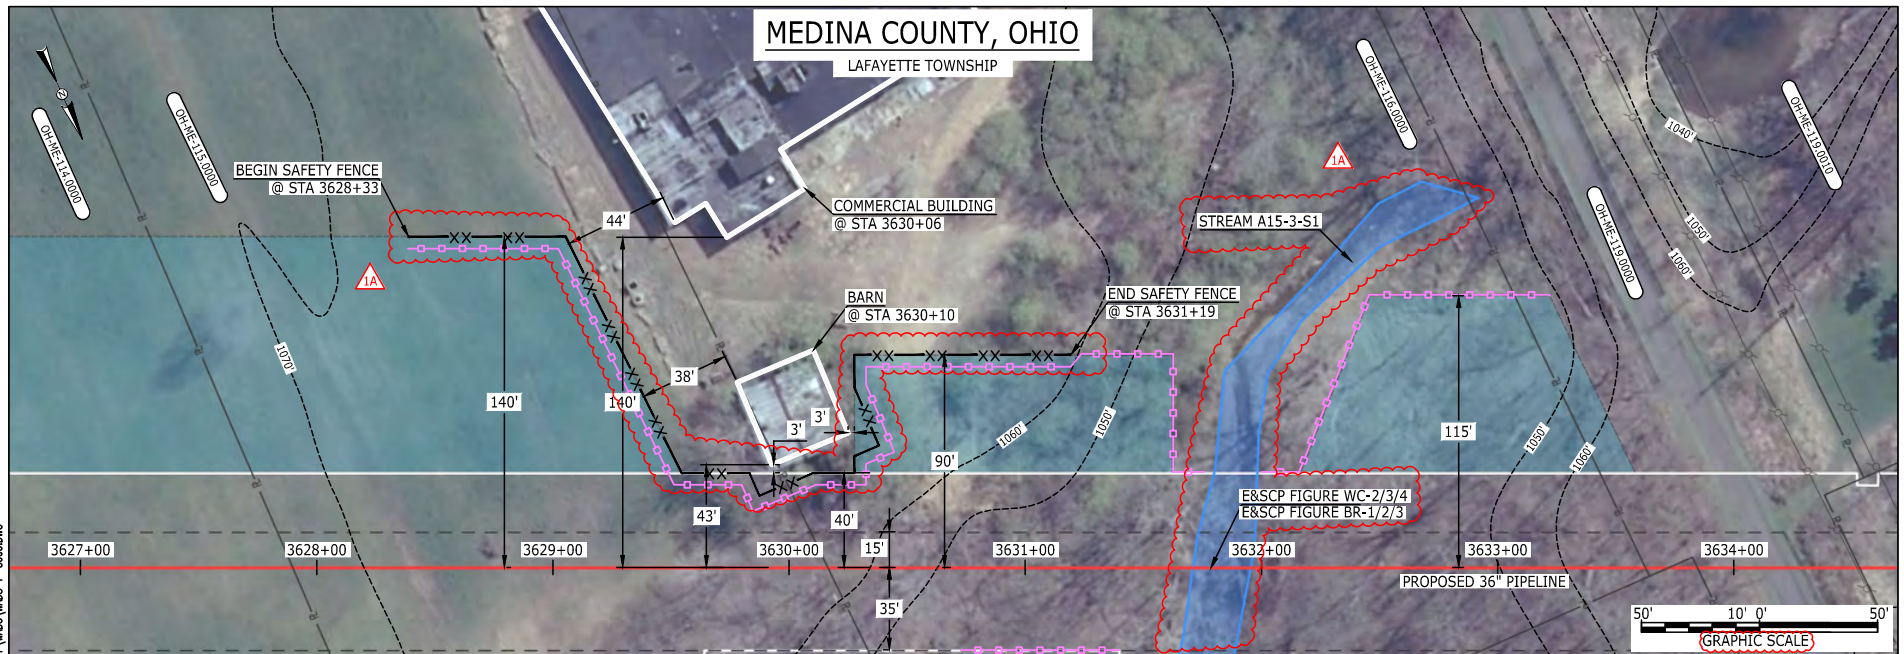 MEDINA COUNTY, OHIO
LAFAYETTE TOWNSHIP
OH-ME-114.0000
OH-ME-115.0000
OH-ME-116.0000
OH-ME-119.0000
OH-ME-119.0010
BEGIN SAFETY FENCE
@ STA 3628+33
44'
COMMERCIAL BUILDING
@ STA 3630+06
1A
1A
STREAM A15-3-S1
1040'
1050'
1060'
BARN
@ STA 3630+10
END SAFETY FENCE
@ STA 3631+19
1070'
38'
140'
140'
3'
3'
90'
1060'
1050'
115'
1050'
1060'
43'
40'
15'
E&SCP FIGURE WC-2/3/4
E&SCP FIGURE BR-1/2/3
3627+00
3628+00
3629+00
3630+00
3631+00
3632+00
3633+00
3634+00
PROPOSED 36" PIPELINE
35'
50' 10' 0' 50'
GRAPHIC SCALE